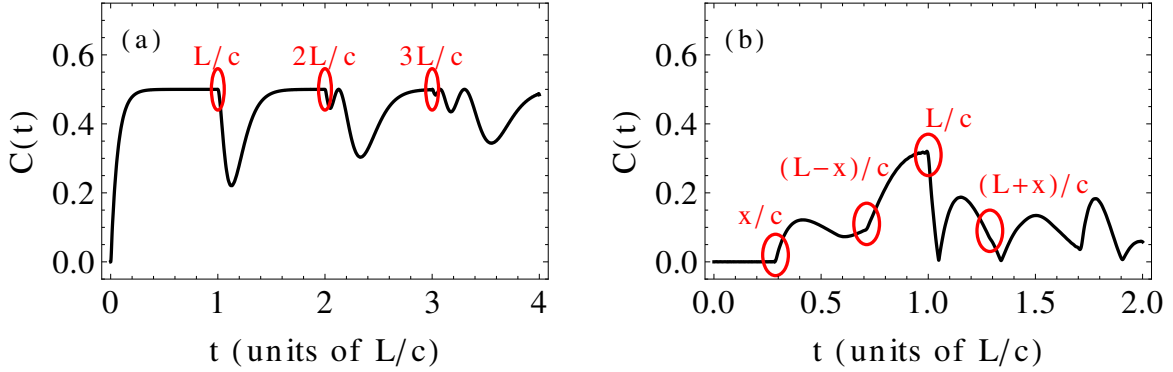 (a)
L/c
2L/c
3L/c
C(t)
0.6
0.4
0.2
0.0
0
1
2
3
4
t (units of L/c)
(b)
L/c
(L−x)/c
(L+x)/c
x/c
C(t)
0.6
0.4
0.2
0.0
0.0
0.5
1.0
1.5
2.0
t (units of L/c)